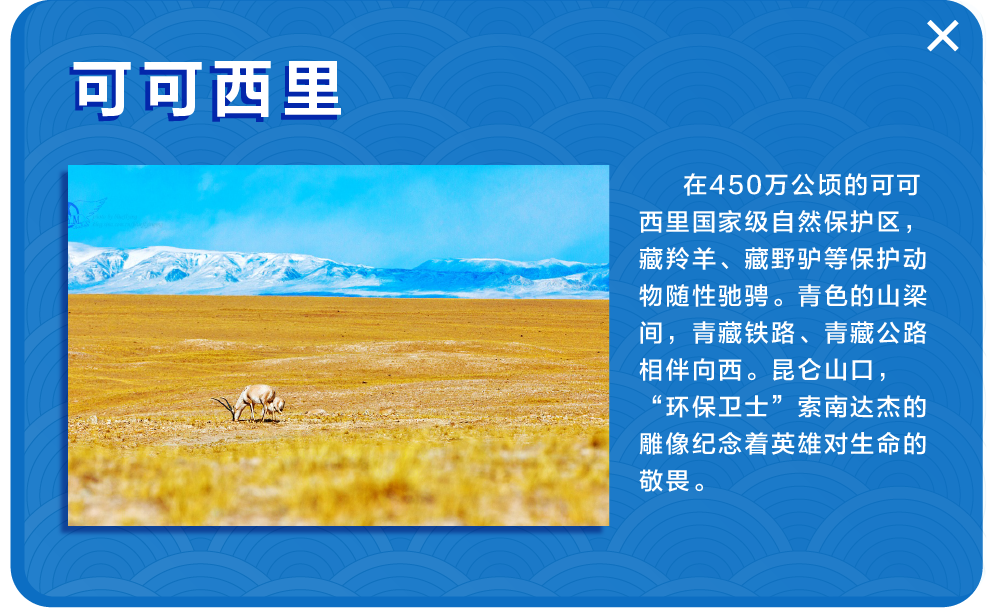 可可西里
在450万公顷的可可
西里国家级自然保护区，
藏羚羊、藏野驴等保护动
物随性驰骋。青色的山梁
间，青藏铁路、青藏公路
相伴向西。昆仑山口，
“环保卫士”索南达杰的
雕像纪念着英雄对生命的
敬畏。